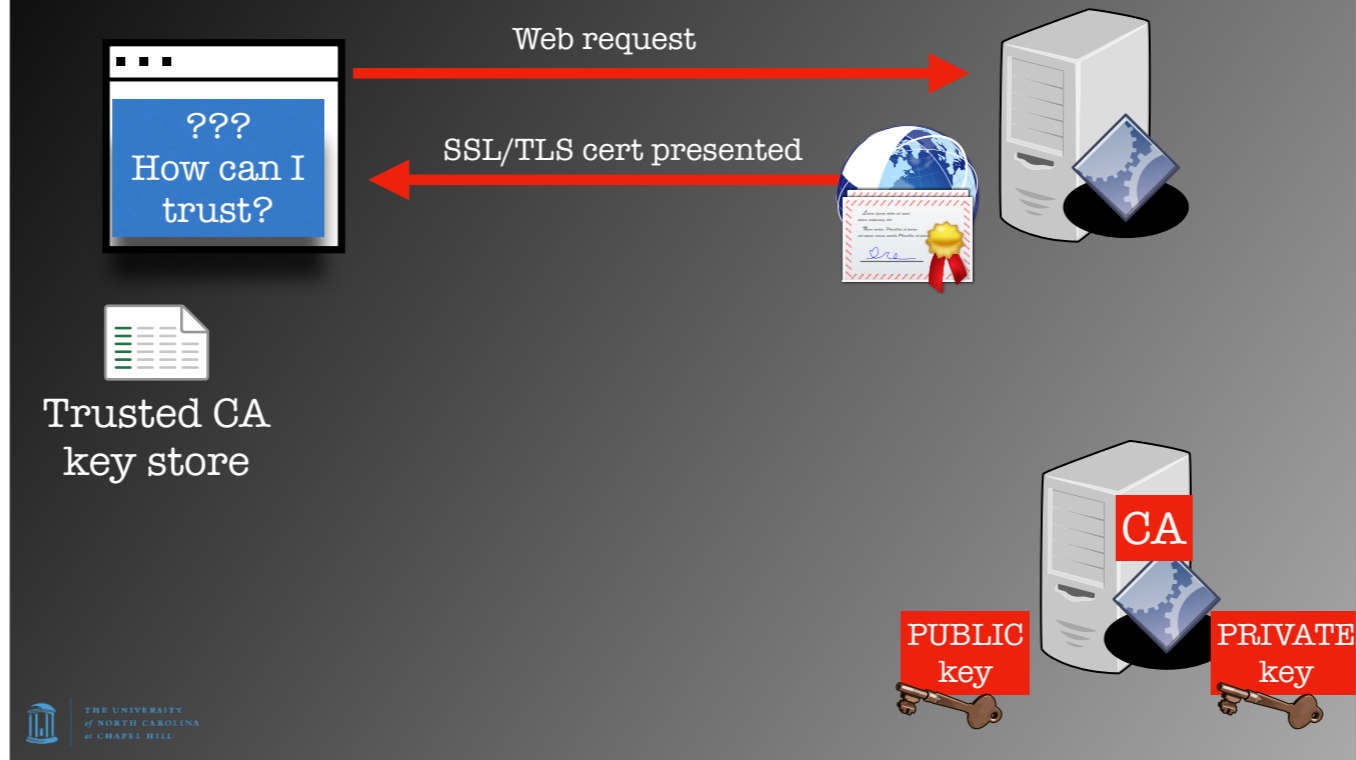 Web request
???
How can I
trust?
SSL/TLS cert presented
Trusted CA
key store
CA
PUBLIC
key
PRIVATE
key
THE UNIVERSITY
of NORTH CAROLINA
at CHAPEL HILL